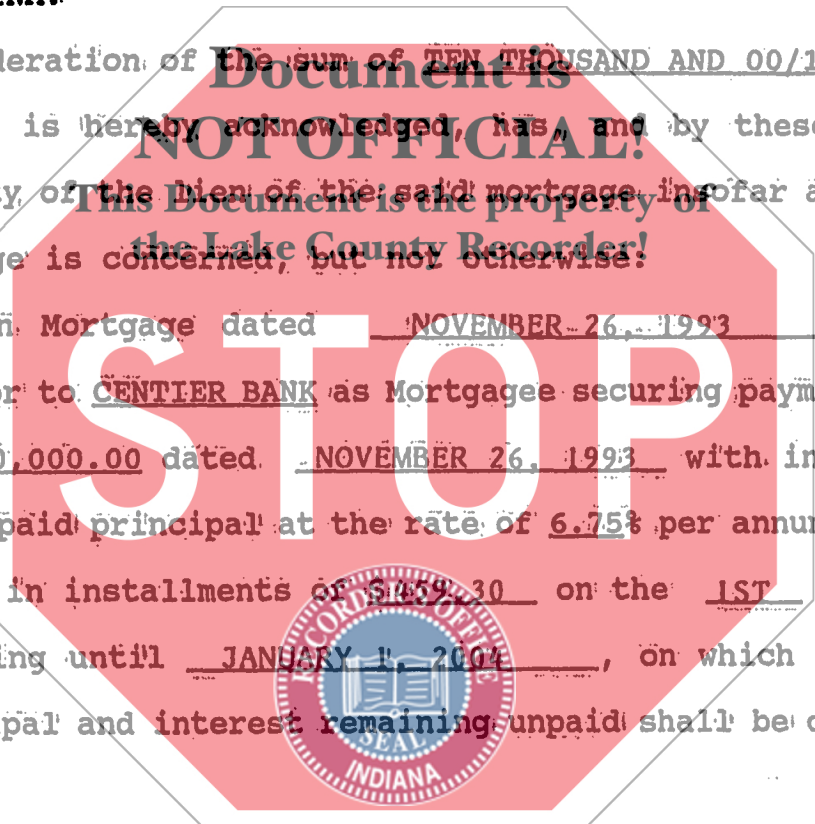 deration of the sum of TEN THOUSAND AND 00/1
Document is
is hereby acknowledged, has, and by these
NOT OFFICIAL!
y of the lien of the said mortgage insofar a
This Document is the property of
the Lake County Recorder!
ge is concerned, but not otherwise:
n Mortgage dated NOVEMBER 26, 1993
or to CENTIER BANK as Mortgagee securing paym
0,000.00 dated NOVEMBER 26, 1993 with in
STOP
paid principal at the rate of 6.75% per annum
in installments of $459.30 on the 1ST
RECORDER'S OFFICE
ing until JANUARY 1, 2004, on which
ipal and interest remaining unpaid shall be d
SEAL
INDIANA